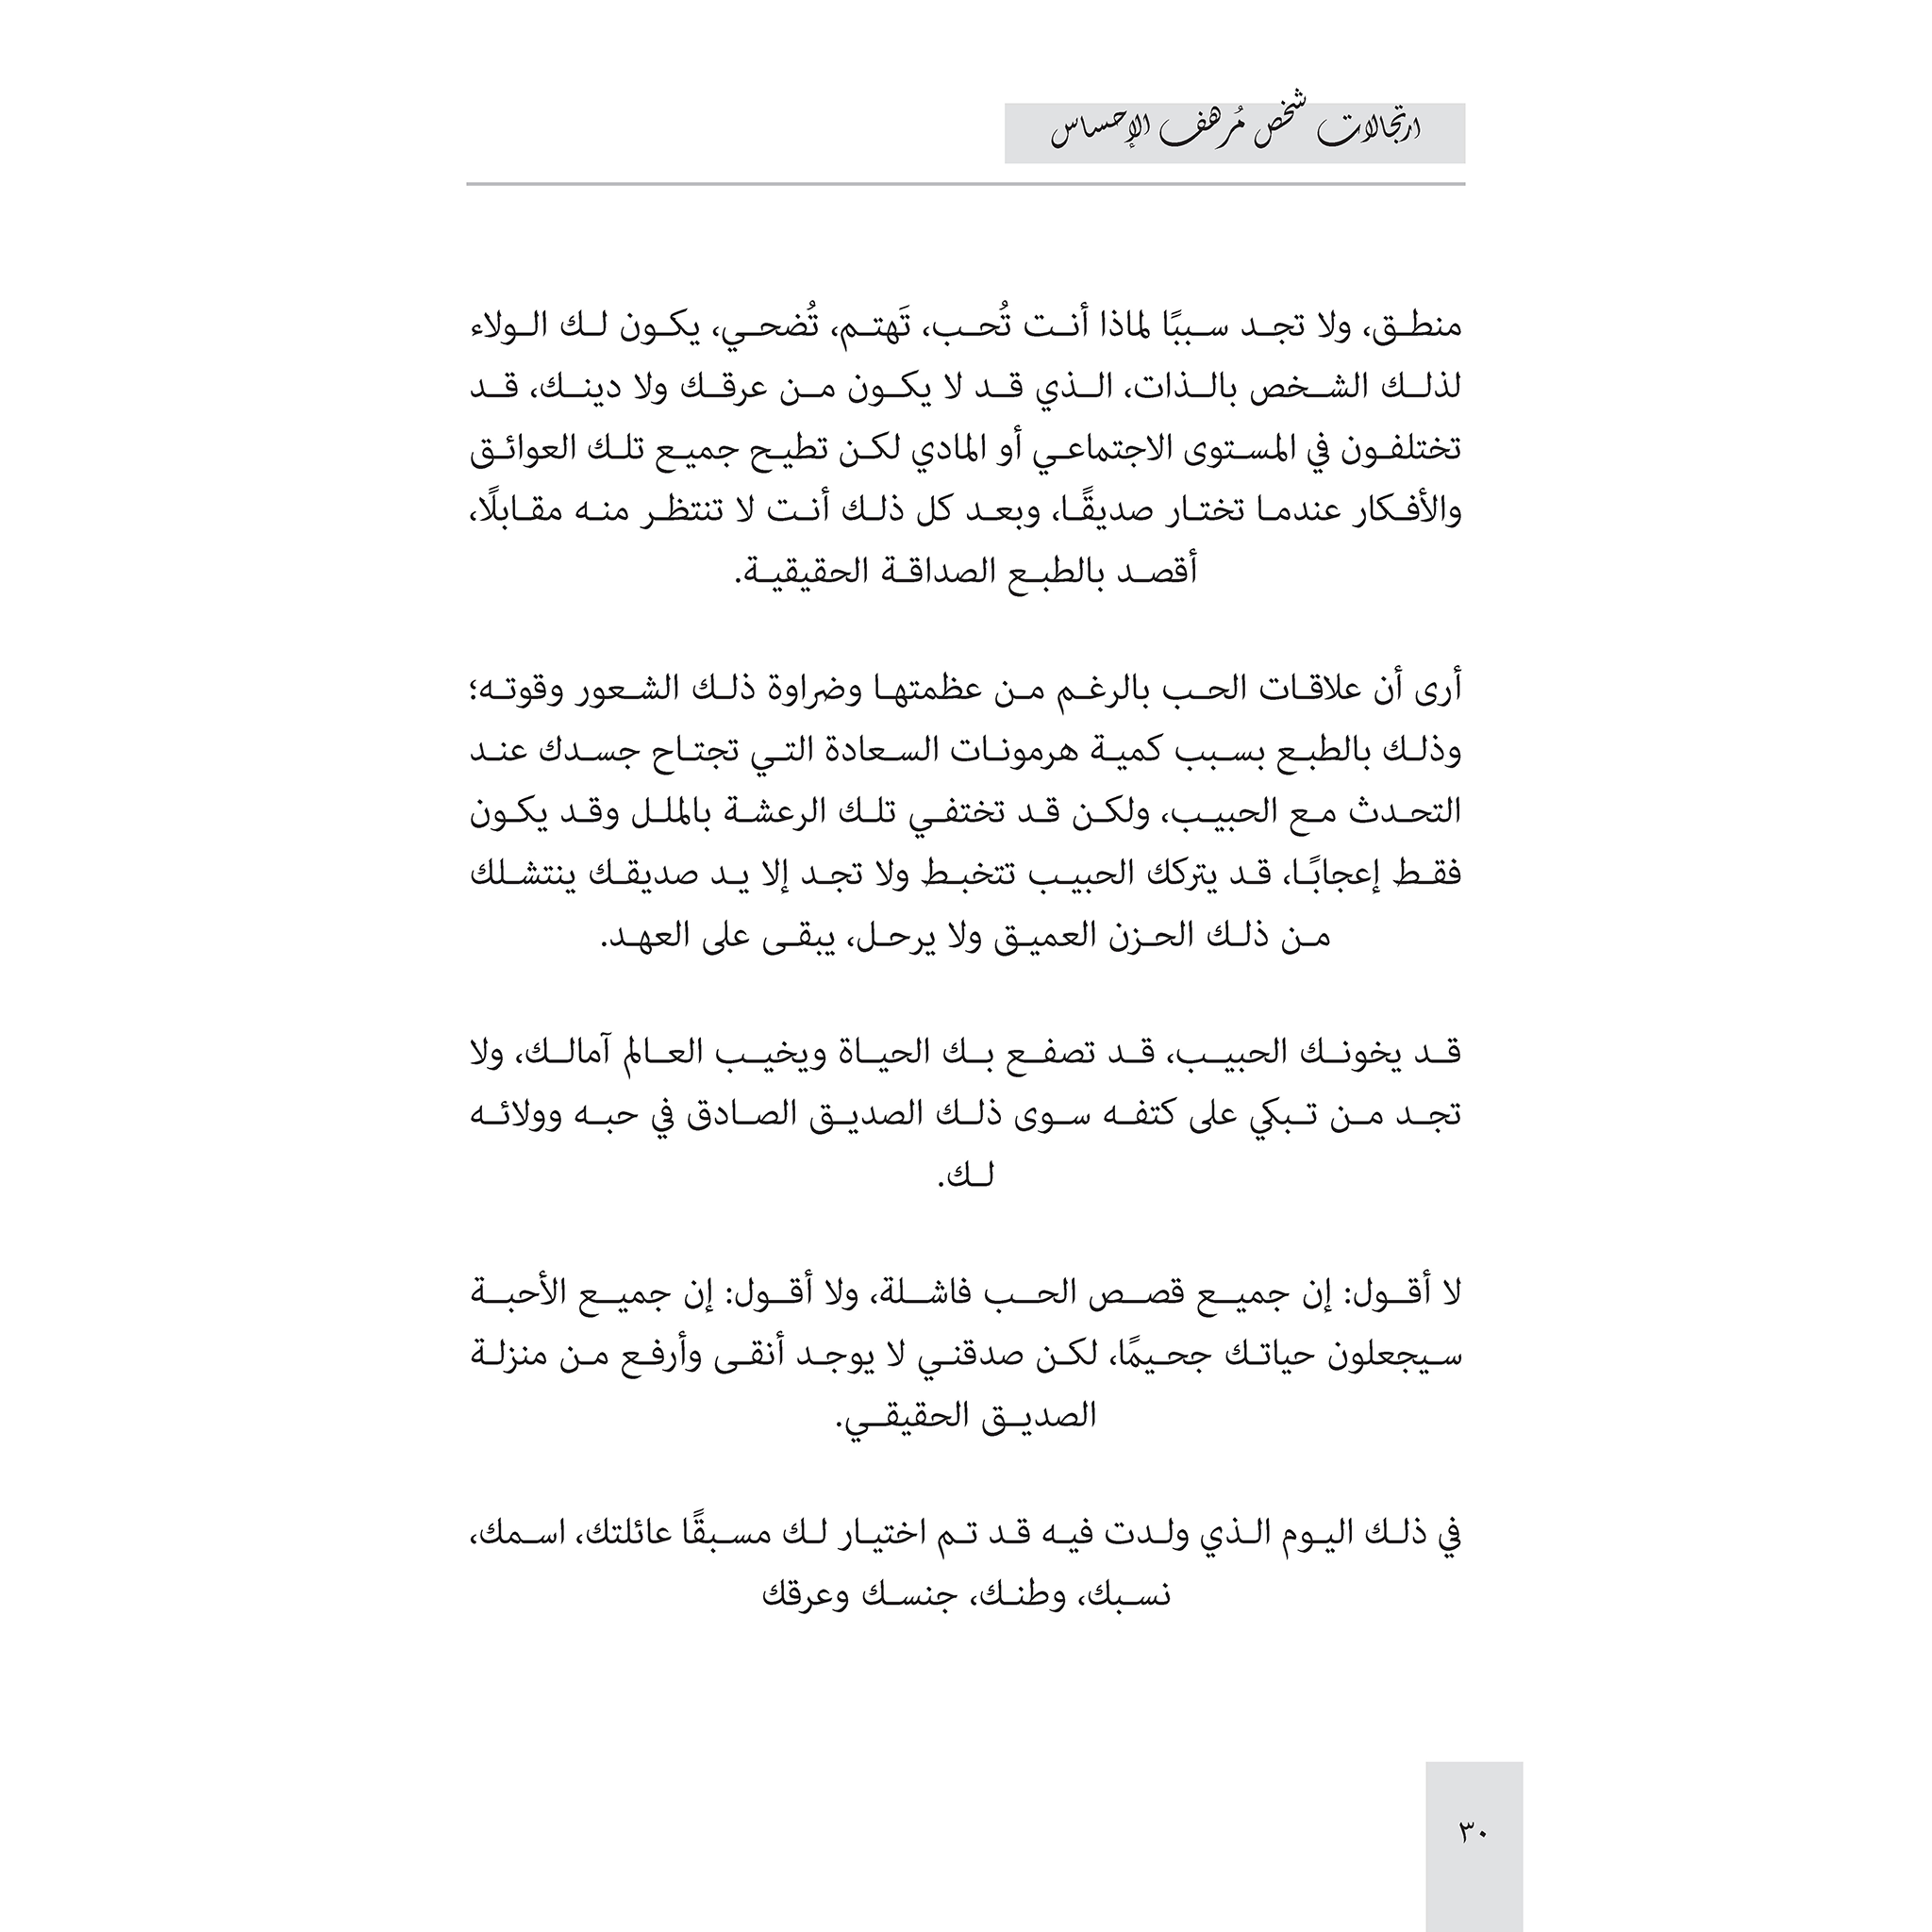 ارتجالات شخص مُرهف الإحساس
منطق، ولا تجد سببًا لماذا أنت تُحب، تَهتم، تُضحي، يكون لك الولاء
لذلك الشخص بالذات، الذي قد لا يكون من عرقك ولا دينك، قد
تختلفون في المستوى الاجتماعي أو المادي لكن تطيح جميع تلك العوائق
والأفكار عندما تختار صديقًا، وبعد كل ذلك أنت لا تنتظر منه مقابلًا،
أقصد بالطبع الصداقة الحقيقية.
أرى أن علاقات الحب بالرغم من عظمتها وضراوة ذلك الشعور وقوته؛
وذلك بالطبع بسبب كمية هرمونات السعادة التي تجتاح جسدك عند
التحدث مع الحبيب، ولكن قد تختفي تلك الرعشة بالملل وقد يكون
فقط إعجابًا، قد يتركك الحبيب تتخبط ولا تجد إلا يد صديقك ينتشلك
من ذلك الحزن العميق ولا يرحل، يبقى على العهد.
قد يخونك الحبيب، قد تصفع بك الحياة ويخيب العالم آمالك، ولا
تجد من تبكي على كتفه سوى ذلك الصديق الصادق في حبه وولائه
لك.
لا أقول: إن جميع قصص الحب فاشلة، ولا أقول: إن جميع الأحبة
سيجعلون حياتك جحيمًا، لكن صدقني لا يوجد أنقى وأرفع من منزلة
الصديق الحقيقي.
في ذلك اليوم الذي ولدت فيه قد تم اختيار لك مسبقًا عائلتك، اسمك،
نسبك، وطنك، جنسك وعرقك
٣٠